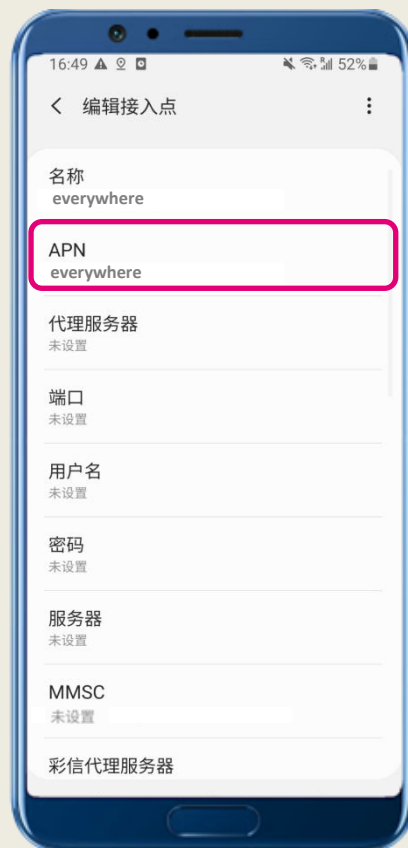 16:49 52%
编辑接入点
名称
everywhere
APN
everywhere
代理服务器
未设置
端口
未设置
用户名
未设置
密码
未设置
服务器
未设置
MMSC
未设置
彩信代理服务器